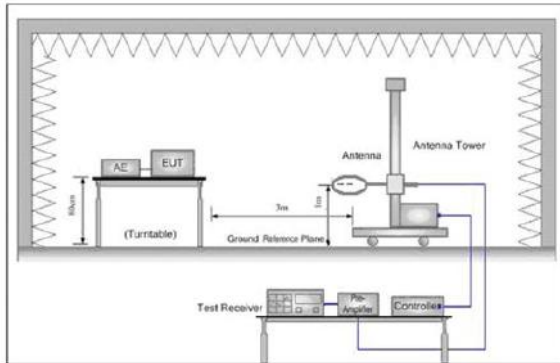 Antenna Tower
Antenna
EUT
AE
80cm
3m
1m
(Turntable)
Ground Reference Plane
Test Receiver
Pre-
Amplifier
Controller